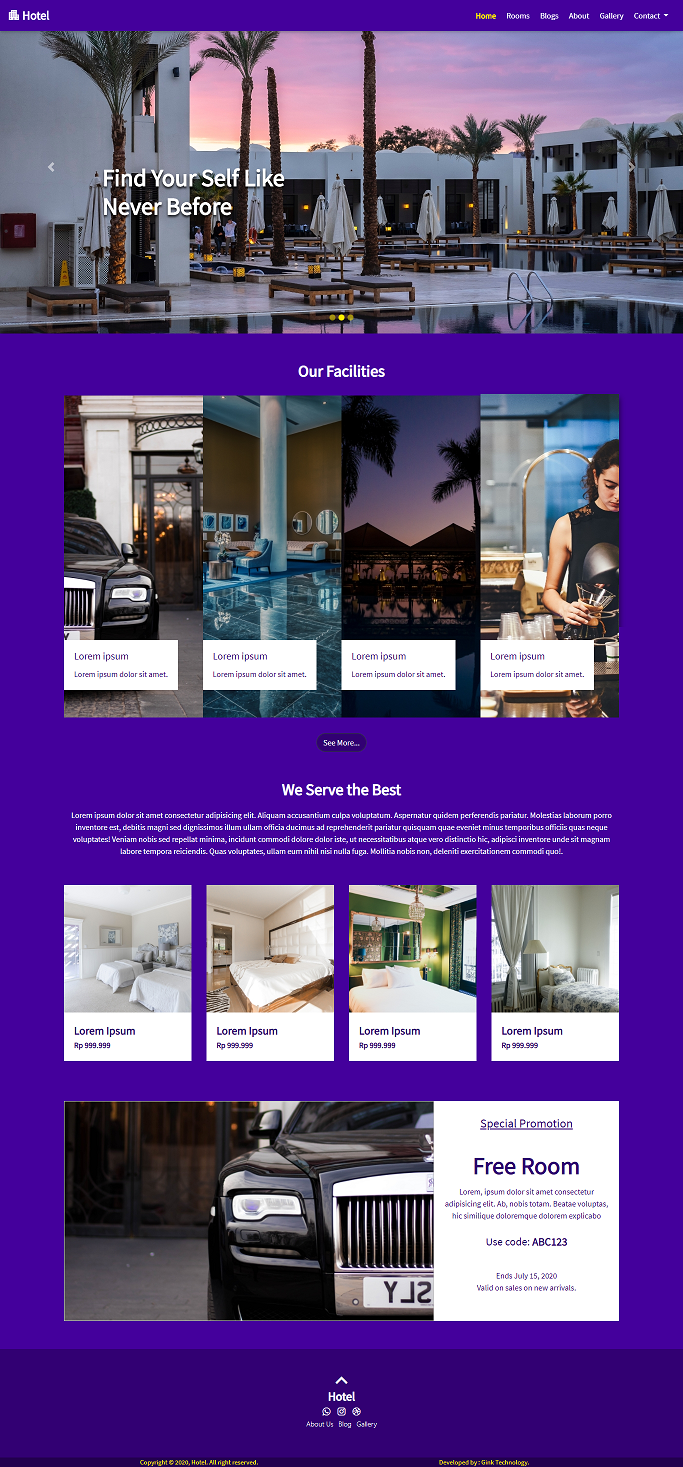 Hotel
Home Rooms Blogs About Gallery Contact
Find Your Self Like
Never Before
Our Facilities
Lorem ipsum
Lorem ipsum dolor sit amet.
Lorem ipsum
Lorem ipsum dolor sit amet.
Lorem ipsum
Lorem ipsum dolor sit amet.
Lorem ipsum
Lorem ipsum dolor sit amet.
See More...
We Serve the Best
Lorem ipsum dolor sit amet consectetur adipisicing elit. Aliquam accusantium culpa voluptatum. Aspernatur quidem perferendis pariatur. Molestias laborum porro
inventore est, debitis magni sed dignissimos illum ullam officia ducimus ad reprehenderit pariatur quisquam quae eveniet minus temporibus officiis quas neque
voluptates! Veniam nobis sed repellat minima, incidunt commodi dolore dolor iste, ut necessitatibus atque vero distinctio hic, adipisci inventore unde sit magnam
labore tempora reiciendis. Quas voluptates, ullam eum nihil nisi nulla fuga. Mollitia nobis non, deleniti exercitationem commodi quo!.
Lorem Ipsum
Rp 999.999
Lorem Ipsum
Rp 999.999
Lorem Ipsum
Rp 999.999
Lorem Ipsum
Rp 999.999
Special Promotion
Free Room
Lorem, ipsum dolor sit amet consectetur
adipisicing elit. Ab, nobis totam. Beatae voluptas,
hic similique doloremque dolorem explicabo
Use code: ABC123
Ends July 15, 2020
Valid on sales on new arrivals.
Hotel
About Us Blog Gallery
Copyright © 2020, Hotel. All right reserved.
Developed by : Gink Technology.